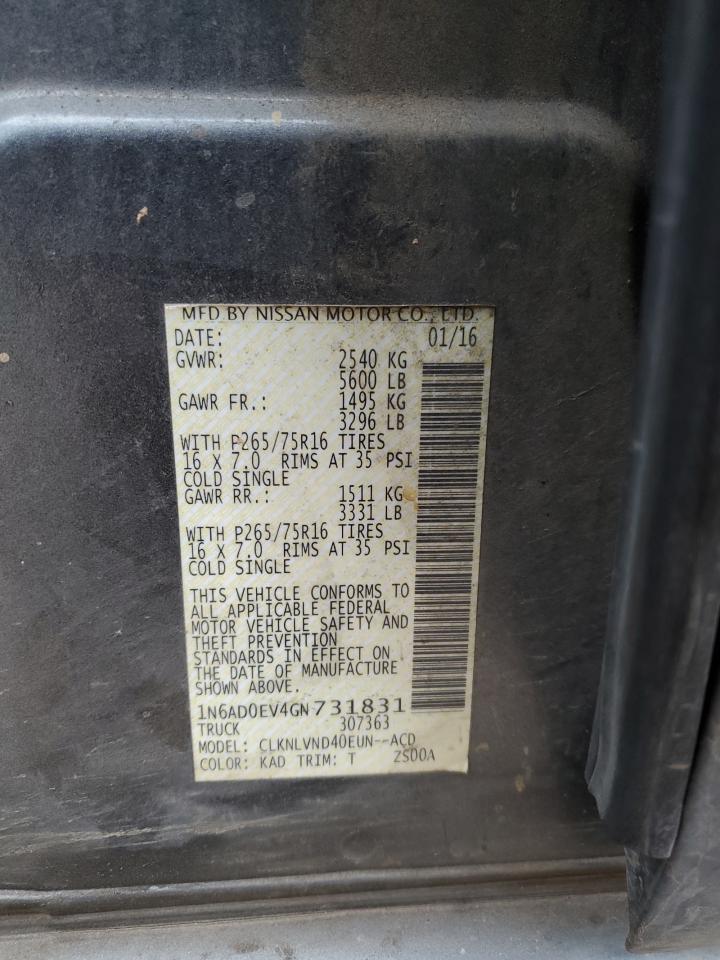 MFD BY NISSAN MOTOR CO., LTD.
DATE: 01/16
GVWR: 2540 KG
5600 LB
GAWR FR.: 1495 KG
3296 LB
WITH P265/75R16 TIRES
16 X 7.0 RIMS AT 35 PSI
COLD SINGLE
GAWR RR.: 1511 KG
3331 LB
WITH P265/75R16 TIRES
16 X 7.0 RIMS AT 35 PSI
COLD SINGLE
THIS VEHICLE CONFORMS TO
ALL APPLICABLE FEDERAL
MOTOR VEHICLE SAFETY AND
THEFT PREVENTION
STANDARDS IN EFFECT ON
THE DATE OF MANUFACTURE
SHOWN ABOVE.
1N6AD0EV4GN731831
TRUCK 307363
MODEL: CLKNLVND40EUN--ACD
COLOR: KAD TRIM: T ZS00A